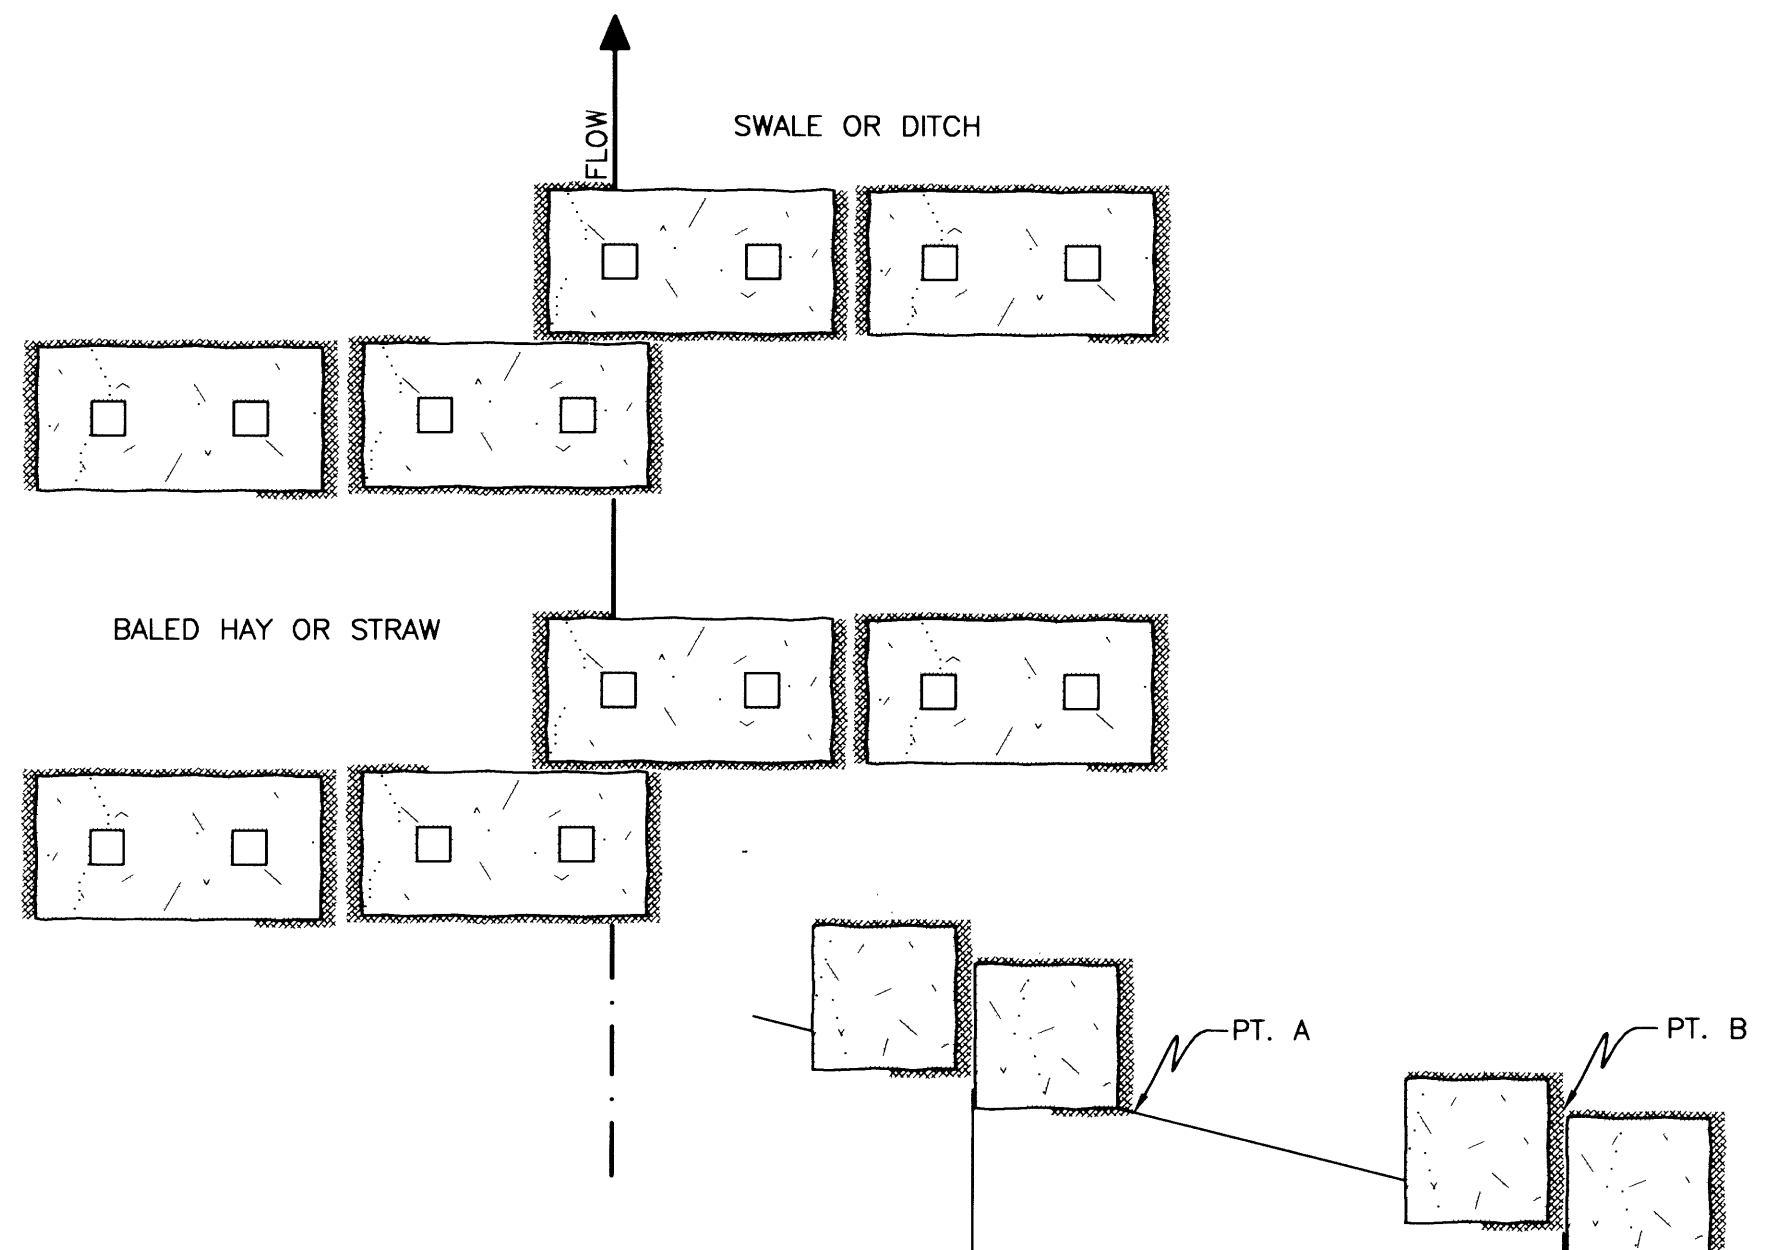 FLOW
SWALE OR DITCH
BALED HAY OR STRAW
PT. A
PT. B